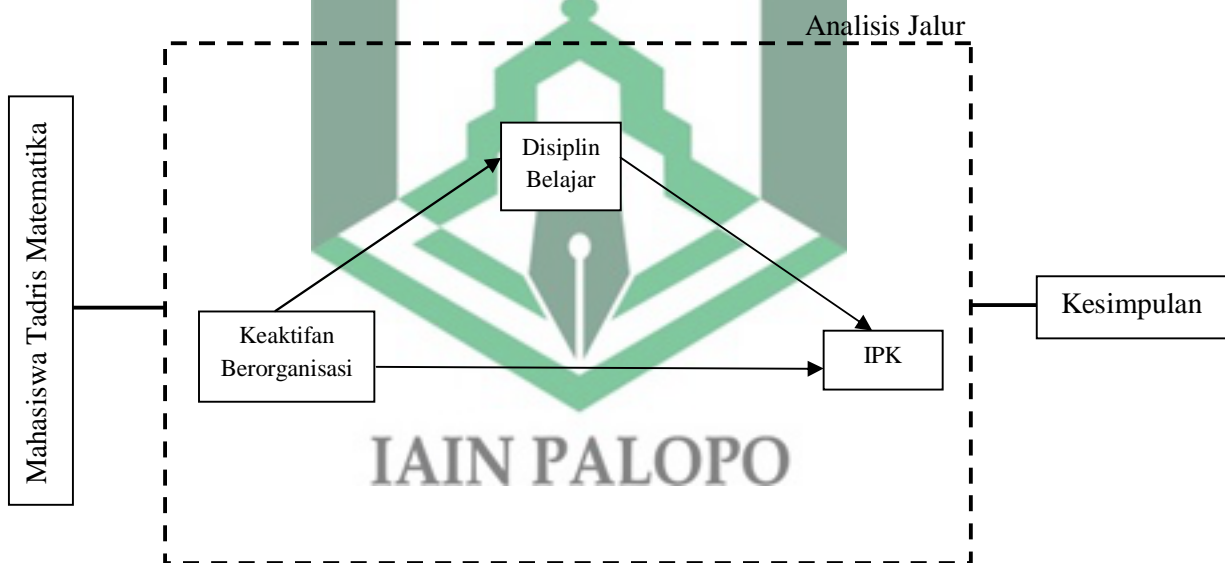 Analisis Jalur
Mahasiswa Tadris Matematika
Disiplin
Belajar
Keaktifan
Berorganisasi
IPK
Kesimpulan
IAIN PALOPO